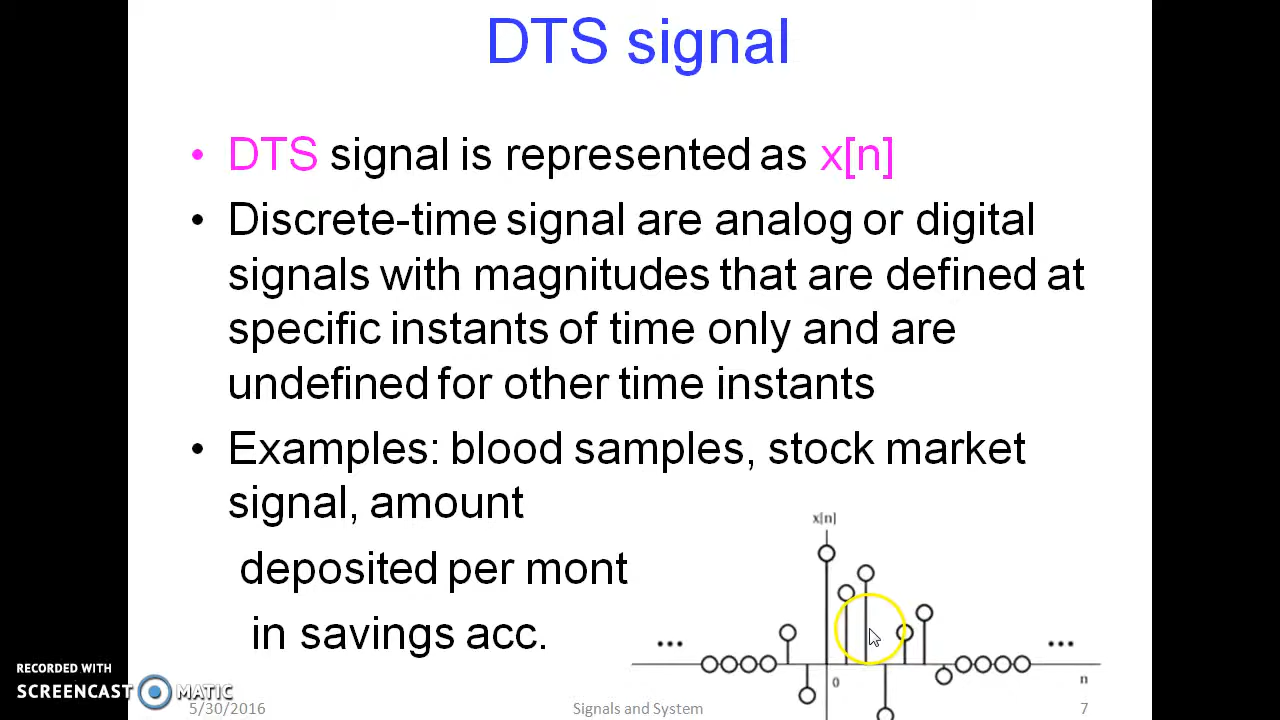 DTS signal
• DTS signal is represented as x[n]
• Discrete-time signal are analog or digital
signals with magnitudes that are defined at
specific instants of time only and are
undefined for other time instants
• Examples: blood samples, stock market
signal, amount
deposited per mont
in savings acc.
x[n]
... ...
0
n
RECORDED WITH
SCREENCAST MATIC
5/30/2016 Signals and System 7